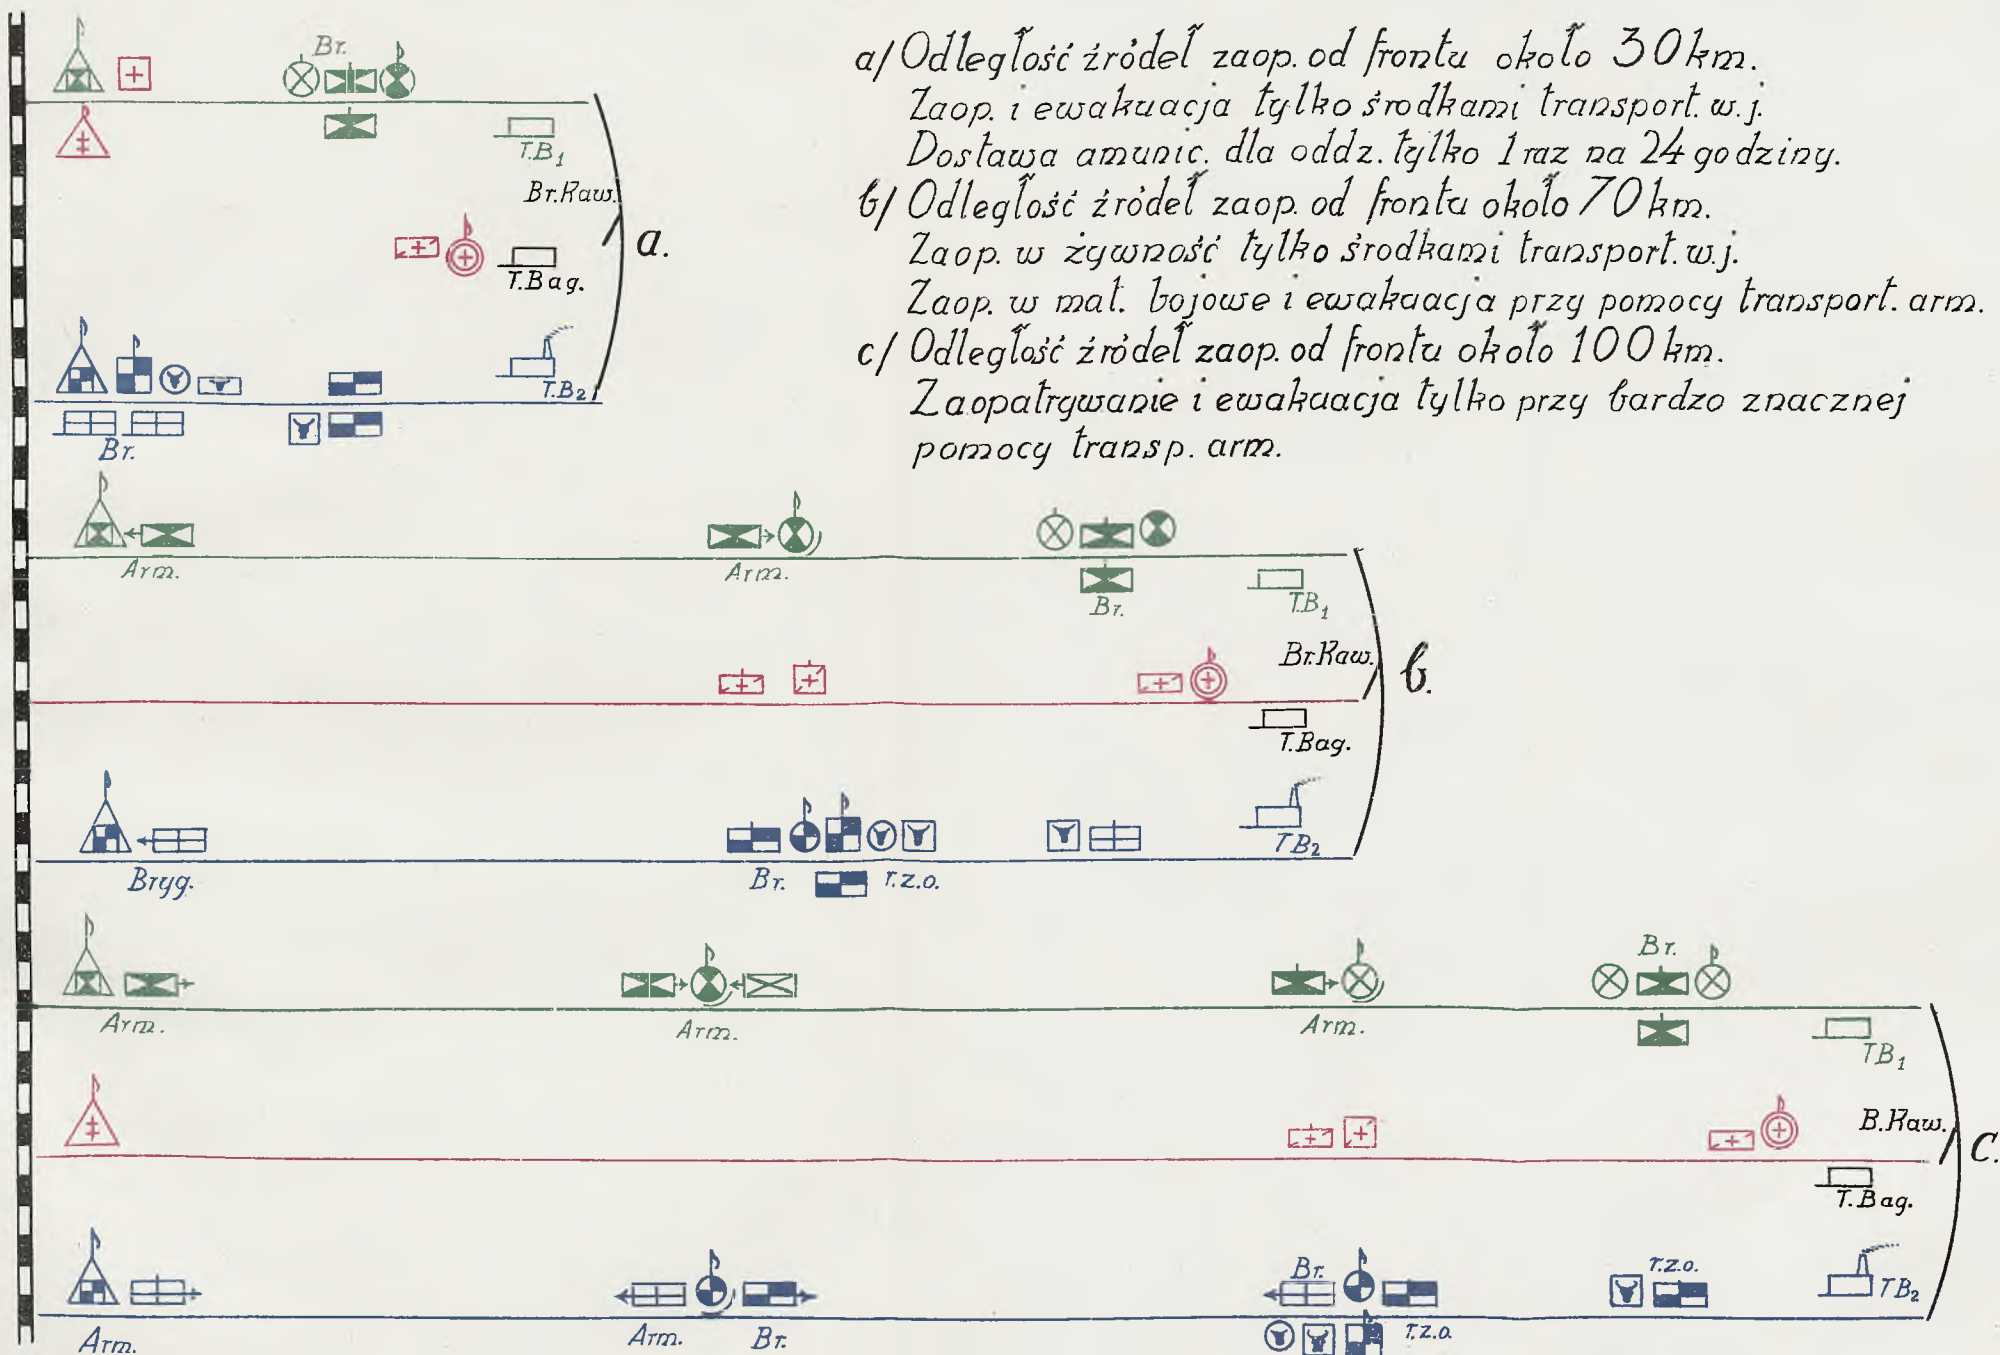 a/ Odległość źródeł zaop. od frontu około 30 km.
Zaop. i ewakuacja tylko środkami transport. w.j.
Dostawa amunic. dla oddz. tylko 1 raz na 24 godziny.
b/ Odległość źródeł zaop. od frontu około 70 km.
Zaop. w żywność tylko środkami transport. w.j.
Zaop. w mat. bojowe i ewakuacja przy pomocy transport. arm.
c/ Odległość źródeł zaop. od frontu około 100 km.
Zaopatrywanie i ewakuacja tylko przy bardzo znacznej
pomocy transp. arm.
Br.
T.B1
Br. Kaw.
a.
T.Bag.
T.B2
Br.
Arm.
Arm.
Br.
T.B1
Br. Kaw.
b.
T.Bag.
T.B2
Bryg.
Br.
r.z.o.
Br.
Arm.
Arm.
Arm.
T.B1
B. Kaw.
c.
T.Bag.
Br.
r.z.o.
T.B2
Arm.
Arm.
Br.
r.z.o.